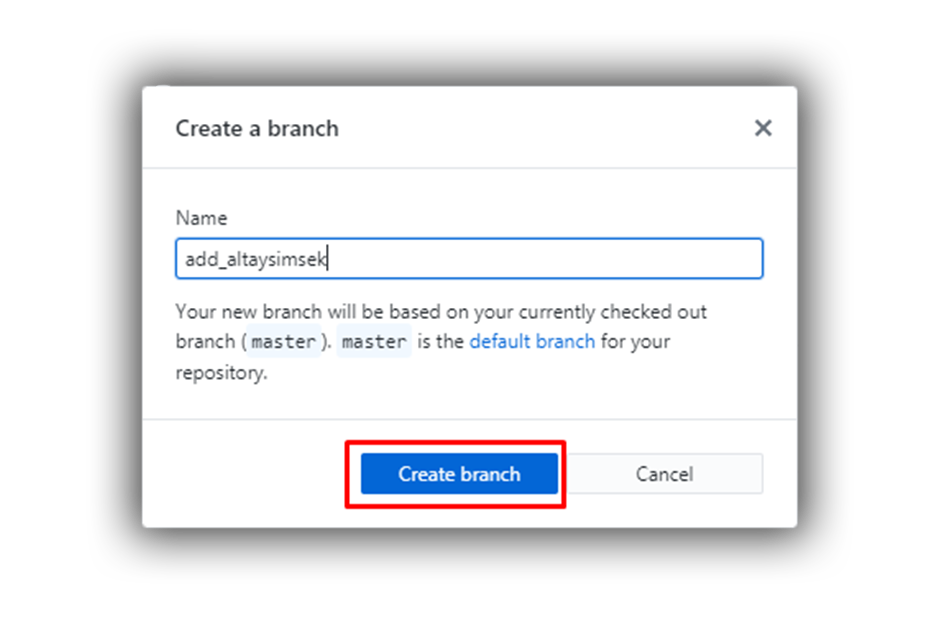 Create a branch
Name
add_altaysimsek
Your new branch will be based on your currently checked out
branch (master). master is the default branch for your
repository.
Create branch Cancel